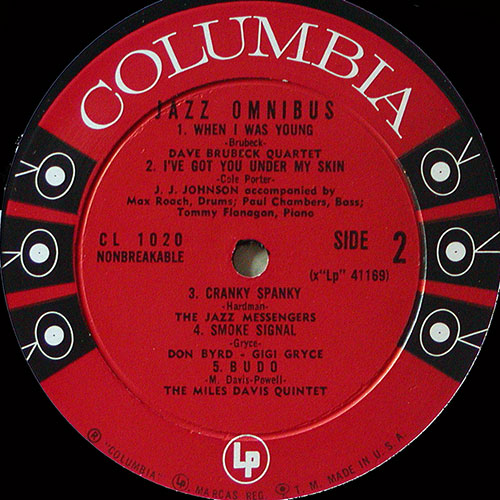 COLUMBIA
JAZZ OMNIBUS
1. WHEN I WAS YOUNG
-Brubeck-
DAVE BRUBECK QUARTET
2. I'VE GOT YOU UNDER MY SKIN
-Cole Porter-
J. J. JOHNSON accompanied by
Max Roach, Drums; Paul Chambers, Bass;
Tommy Flanagan, Piano
CL 1020
NONBREAKABLE
SIDE 2
(x"Lp" 41169)
3. CRANKY SPANKY
-Hardman-
THE JAZZ MESSENGERS
4. SMOKE SIGNAL
-Gryce-
DON BYRD - GIGI GRYCE
5. BUDO
-M. Davis-Powell-
THE MILES DAVIS QUINTET
Lp
® "COLUMBIA", Lp, MARCAS REG. ® T. M. MADE IN U. S. A.